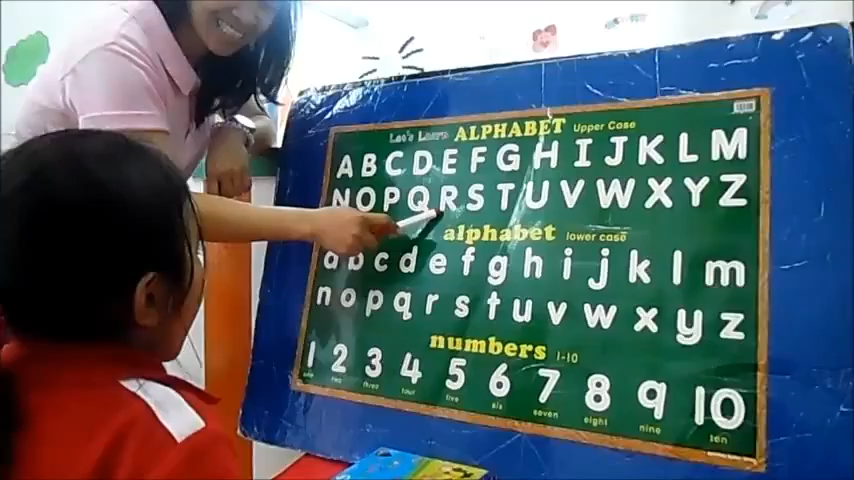 Let's Learn ALPHABET Upper Case
A B C D E F G H I J K L M
N O P Q R S T U V W X Y Z
alphabet lower case
a b c d e f g h i j k l m
n o p q r s t u v w x y z
numbers 1-10
1 2 3 4 5 6 7 8 9 10
one two three four five six seven eight nine ten